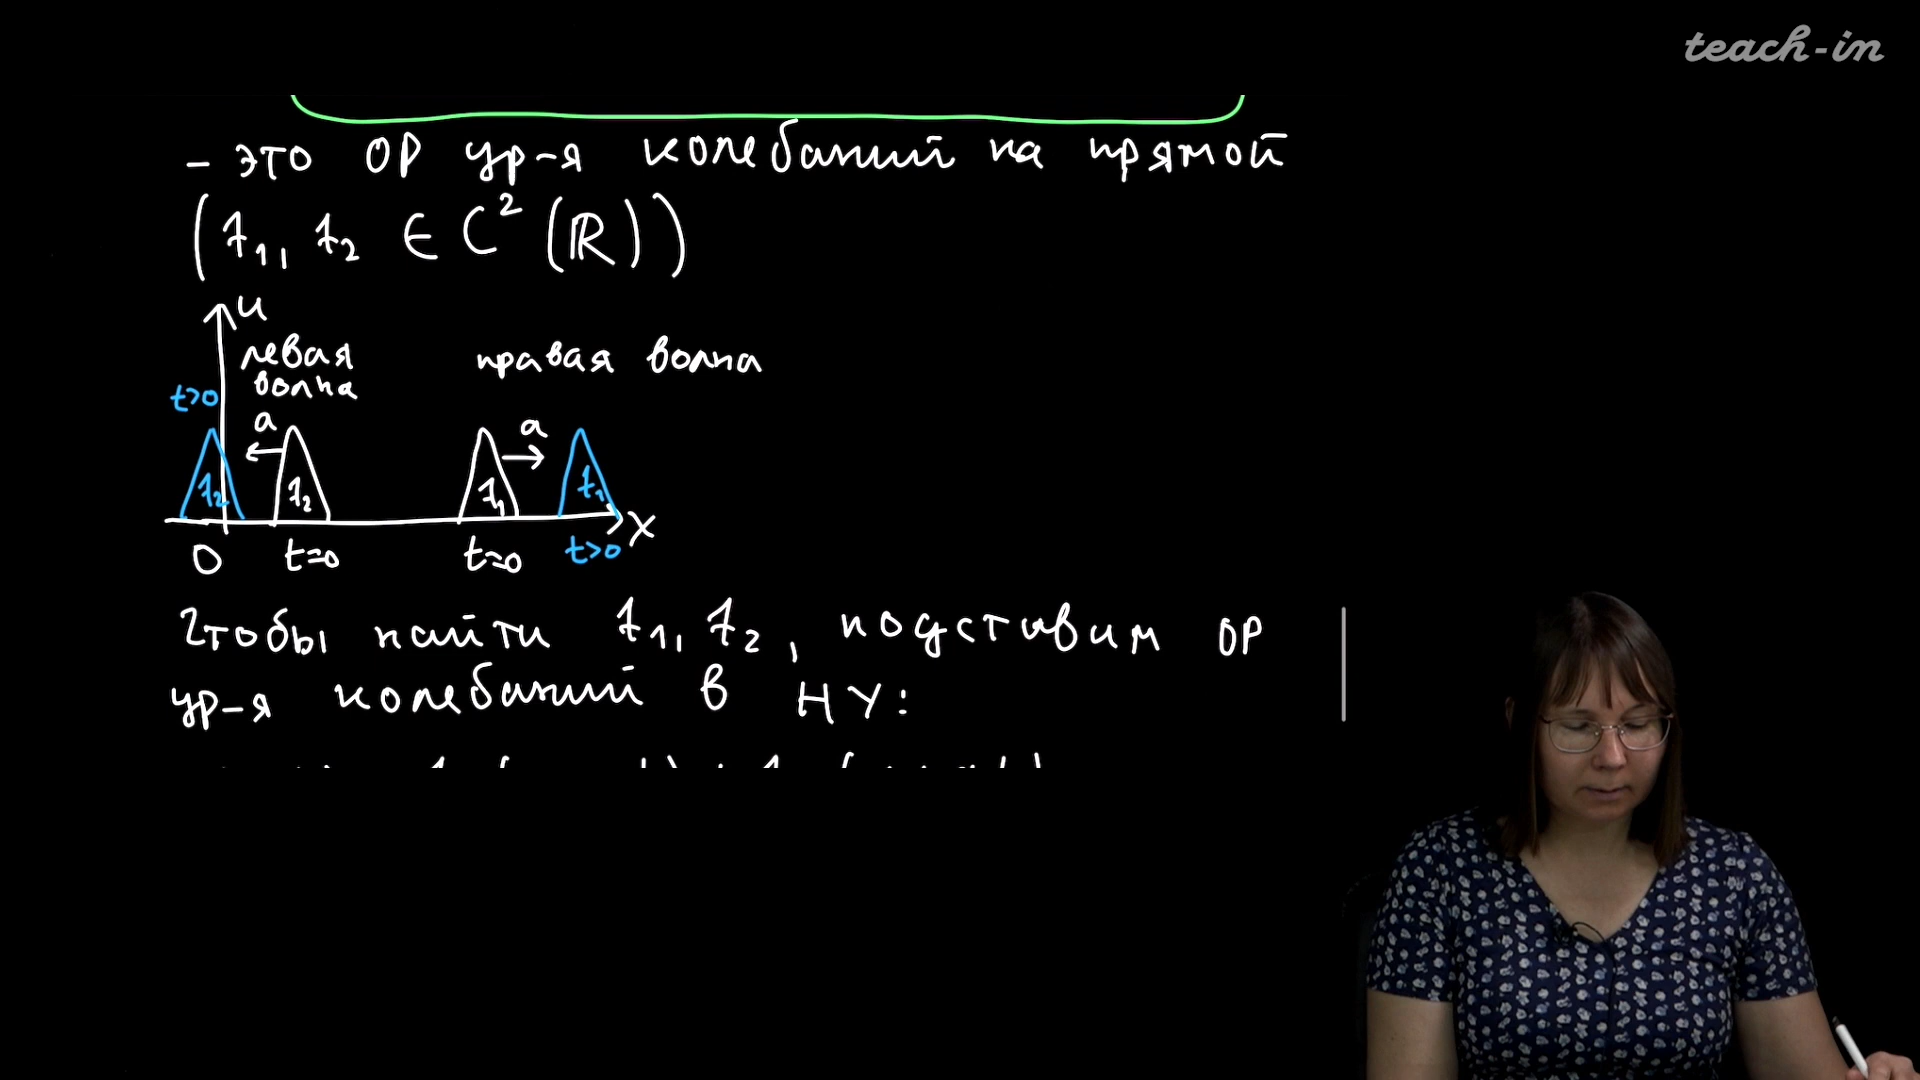 teach-in
- это ОР ур-я колебаний на прямой
(f₁, f₂ ∈ C² (ℝ))
u
левая волна
правая волна
t>0
a
a
f₂
f₂
f₁
f₁
x
0
t=0
t=0
t>0
Чтобы найти f₁, f₂, подставим ОР
ур-я колебаний в НУ: